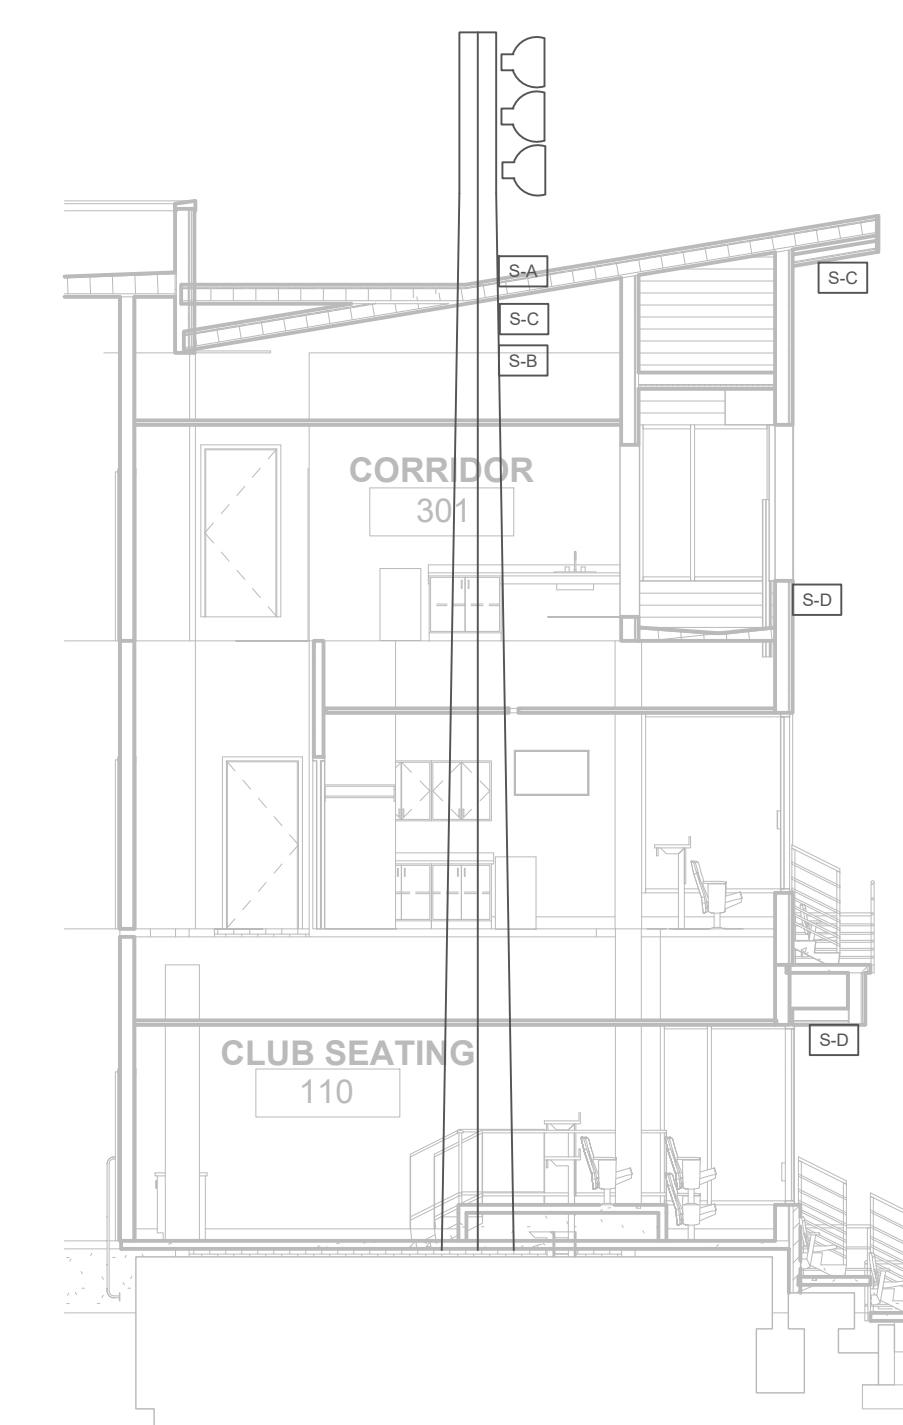 S-A
S-C
S-C
S-B
CORRIDOR
301
S-D
S-D
CLUB SEATING
110